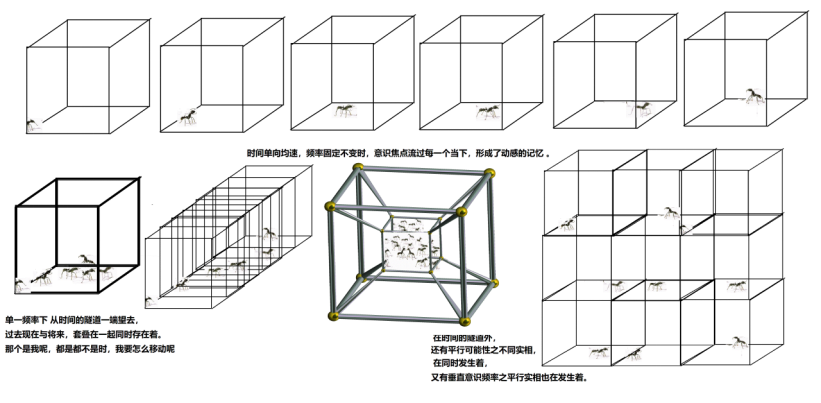 时间单向均速，频率固定不变时，意识焦点流过每一个当下，形成了动感的记忆 。
单一频率下 从时间的隧道一端望去，
过去现在与将来，套叠在一起同时存在着。
那个是我呢，都是都不是时，我要怎么移动呢
在时间的隧道外，
还有平行可能性之不同实相，
在同时发生着，
又有垂直意识频率之平行实相也在发生着。